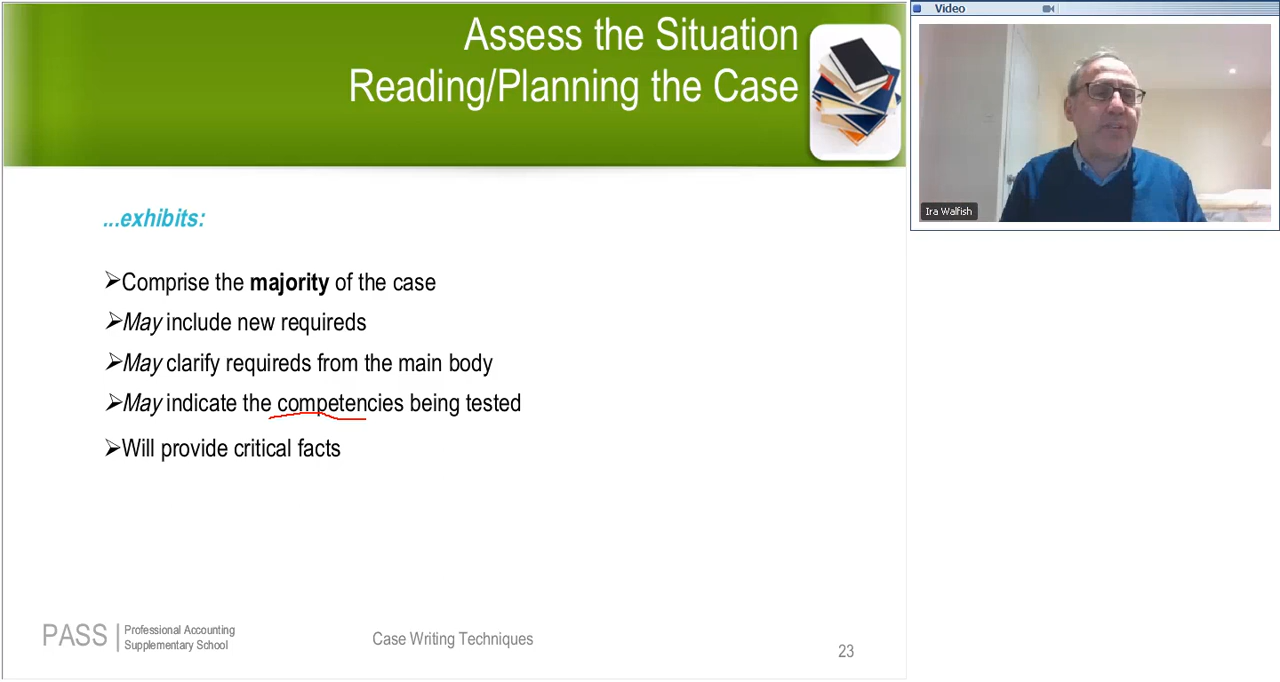 Assess the Situation
Reading/Planning the Case
...exhibits:
➢Comprise the majority of the case
➢May include new requireds
➢May clarify requireds from the main body
➢May indicate the competencies being tested
➢Will provide critical facts
PASS
Professional Accounting
Supplementary School
Case Writing Techniques
23
Video
Ira Walfish